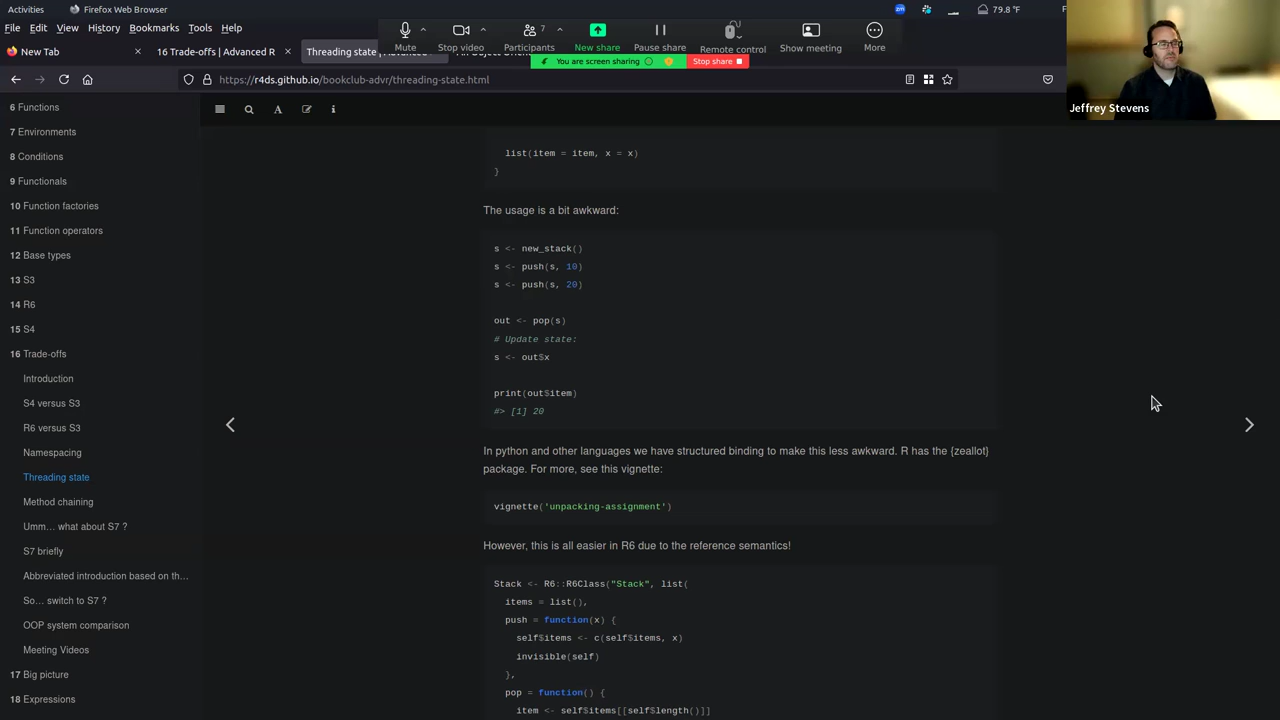 Activities
Firefox Web Browser
79.8 °F
File Edit View History Bookmarks Tools Help
7
Mute
Stop video
Participants
New share
Pause share
Remote control
Show meeting
More
You are screen sharing
Stop share
New Tab
16 Trade-offs | Advanced R
Threading state | Advanced
https://r4ds.github.io/bookclub-advr/threading-state.html
Jeffrey Stevens
6 Functions
7 Environments
8 Conditions
9 Functionals
10 Function factories
11 Function operators
12 Base types
13 S3
14 R6
15 S4
16 Trade-offs
Introduction
S4 versus S3
R6 versus S3
Namespacing
Threading state
Method chaining
Umm... what about S7 ?
S7 briefly
Abbreviated introduction based on th...
So... switch to S7 ?
OOP system comparison
Meeting Videos
17 Big picture
18 Expressions
list(item = item, x = x)
}
The usage is a bit awkward:
s <- new_stack()
s <- push(s, 10)
s <- push(s, 20)
out <- pop(s)
# Update state:
s <- out$x
print(out$item)
#> [1] 20
In python and other languages we have structured binding to make this less awkward. R has the {zeallot}
package. For more, see this vignette:
vignette('unpacking-assignment')
However, this is all easier in R6 due to the reference semantics!
Stack <- R6::R6Class("Stack", list(
items = list(),
push = function(x) {
self$items <- c(self$items, x)
invisible(self)
},
pop = function() {
item <- self$items[[self$length()]]